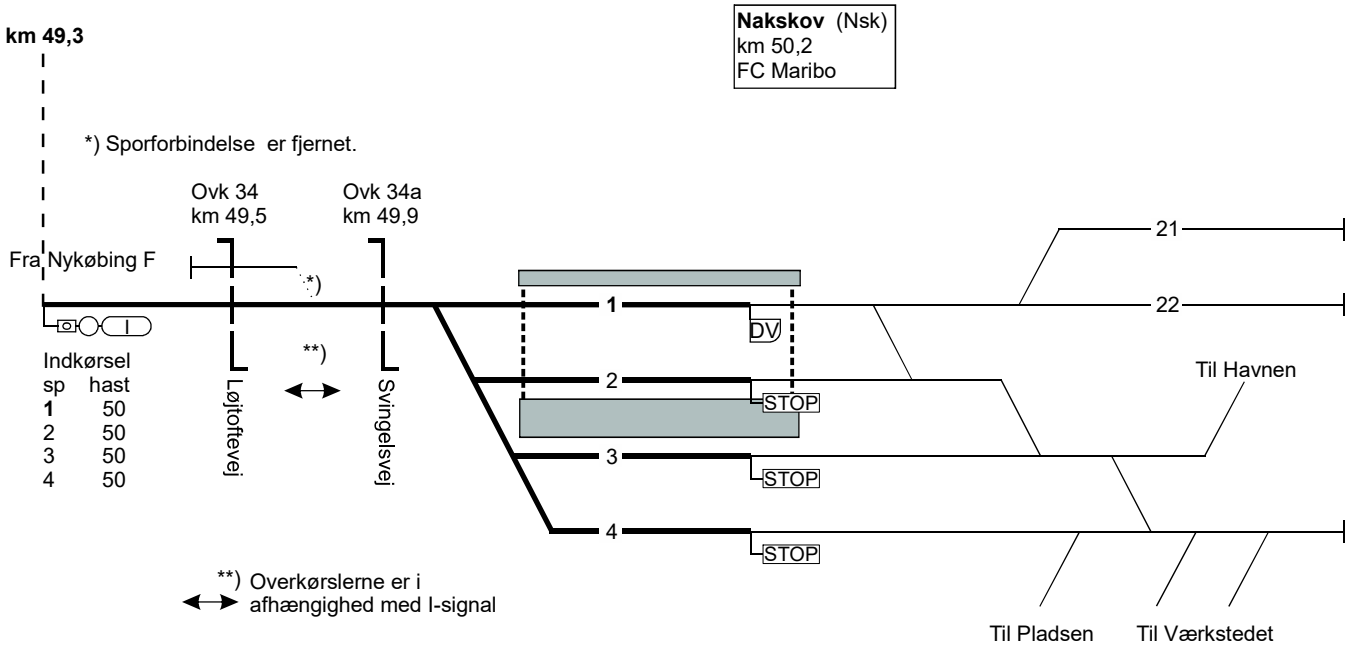 Nakskov (Nsk)
km 50,2
FC Maribo
km 49,3
*) Sporforbindelse er fjernet.
Ovk 34
km 49,5
Ovk 34a
km 49,9
Fra Nykøbing F
*)
21
1
22
I
DV
**)
Indkørsel
sp hast
1 50
2 50
3 50
4 50
Løjtoftevej
Svingelsvej
2
STOP
Til Havnen
3
STOP
4
STOP
**) Overkørslerne er i
afhængighed med I-signal
Til Pladsen
Til Værkstedet